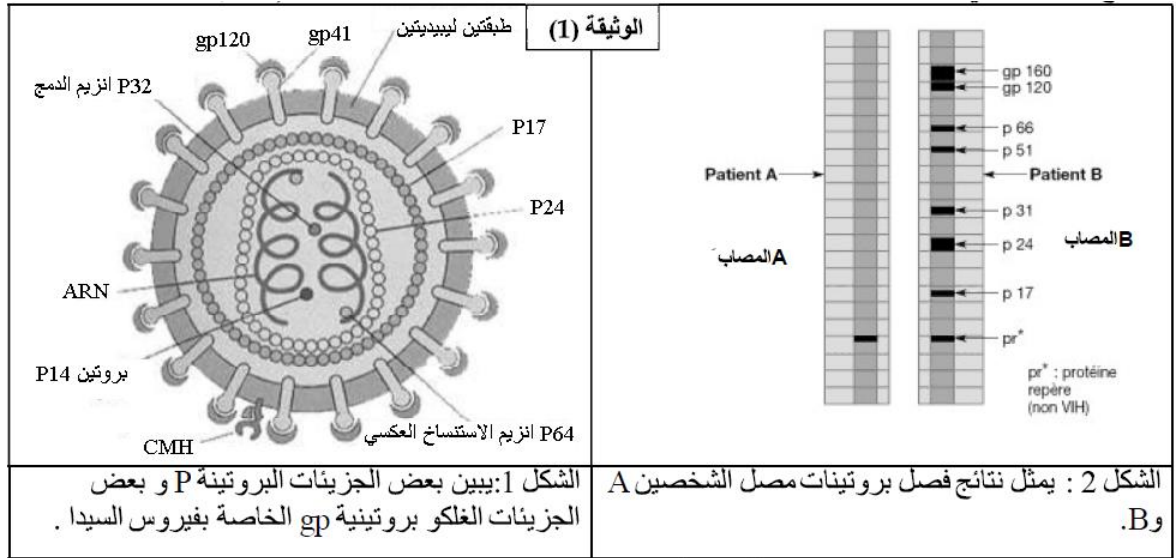 الوثيقة (1)
gp120
gp41
طبقتين ليبيديتين
P32 انزيم الدمج
P17
P24
ARN
P14 بروتين
CMH
P64 انزيم الاستنساخ العكسي
gp 160
gp 120
p 66
p 51
Patient A
Patient B
p 31
p 24
المصاب A
المصاب B
p 17
pr*
pr* : protéine
repère
(non VIH)
الشكل 1:يبين بعض الجزيئات البروتينة P و بعض
الجزيئات الغلكو بروتينية gp الخاصة بفيروس السيدا .
الشكل 2 : يمثل نتائج فصل بروتينات مصل الشخصين A
وB.